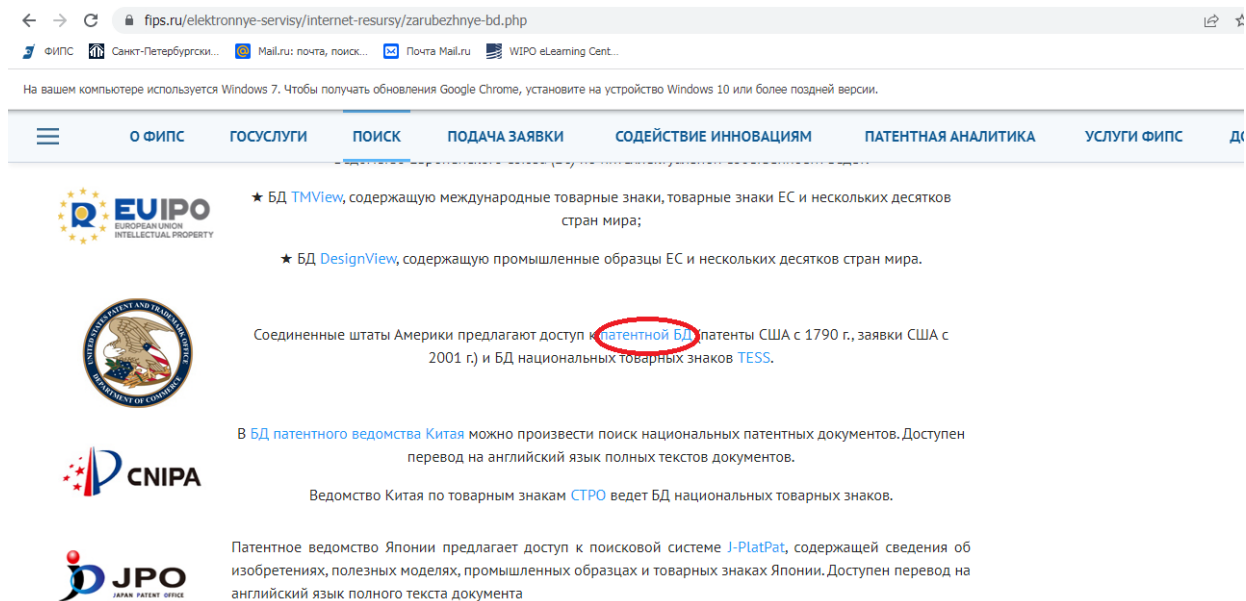 fips.ru/elektronnye-servisy/internet-resursy/zarubezhnye-bd.php
ФИПС Санкт-Петербургски... Mail.ru: почта, поиск... Почта Mail.ru WIPO eLearning Cent...
На вашем компьютере используется Windows 7. Чтобы получать обновления Google Chrome, установите на устройство Windows 10 или более поздней версии.
О ФИПС ГОСУСЛУГИ ПОИСК ПОДАЧА ЗАЯВКИ СОДЕЙСТВИЕ ИННОВАЦИЯМ ПАТЕНТНАЯ АНАЛИТИКА УСЛУГИ ФИПС
EUIPO
EUROPEAN UNION
INTELLECTUAL PROPERTY
★ БД TMView, содержащую международные товарные знаки, товарные знаки ЕС и нескольких десятков
стран мира;
★ БД DesignView, содержащую промышленные образцы ЕС и нескольких десятков стран мира.
UNITED STATES PATENT AND TRADEMARK OFFICE
DEPARTMENT OF COMMERCE
Соединенные штаты Америки предлагают доступ к патентной БД (патенты США с 1790 г., заявки США с
2001 г.) и БД национальных товарных знаков TESS.
CNIPA
В БД патентного ведомства Китая можно произвести поиск национальных патентных документов. Доступен
перевод на английский язык полных текстов документов.
Ведомство Китая по товарным знакам CTPO ведет БД национальных товарных знаков.
JPO
JAPAN PATENT OFFICE
Патентное ведомство Японии предлагает доступ к поисковой системе J-PlatPat, содержащей сведения об
изобретениях, полезных моделях, промышленных образцах и товарных знаках Японии. Доступен перевод на
английский язык полного текста документа